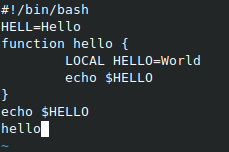 #!/bin/bash
HELL=Hello
function hello {
        LOCAL HELLO=World
        echo $HELLO
}
echo $HELLO
hello
~